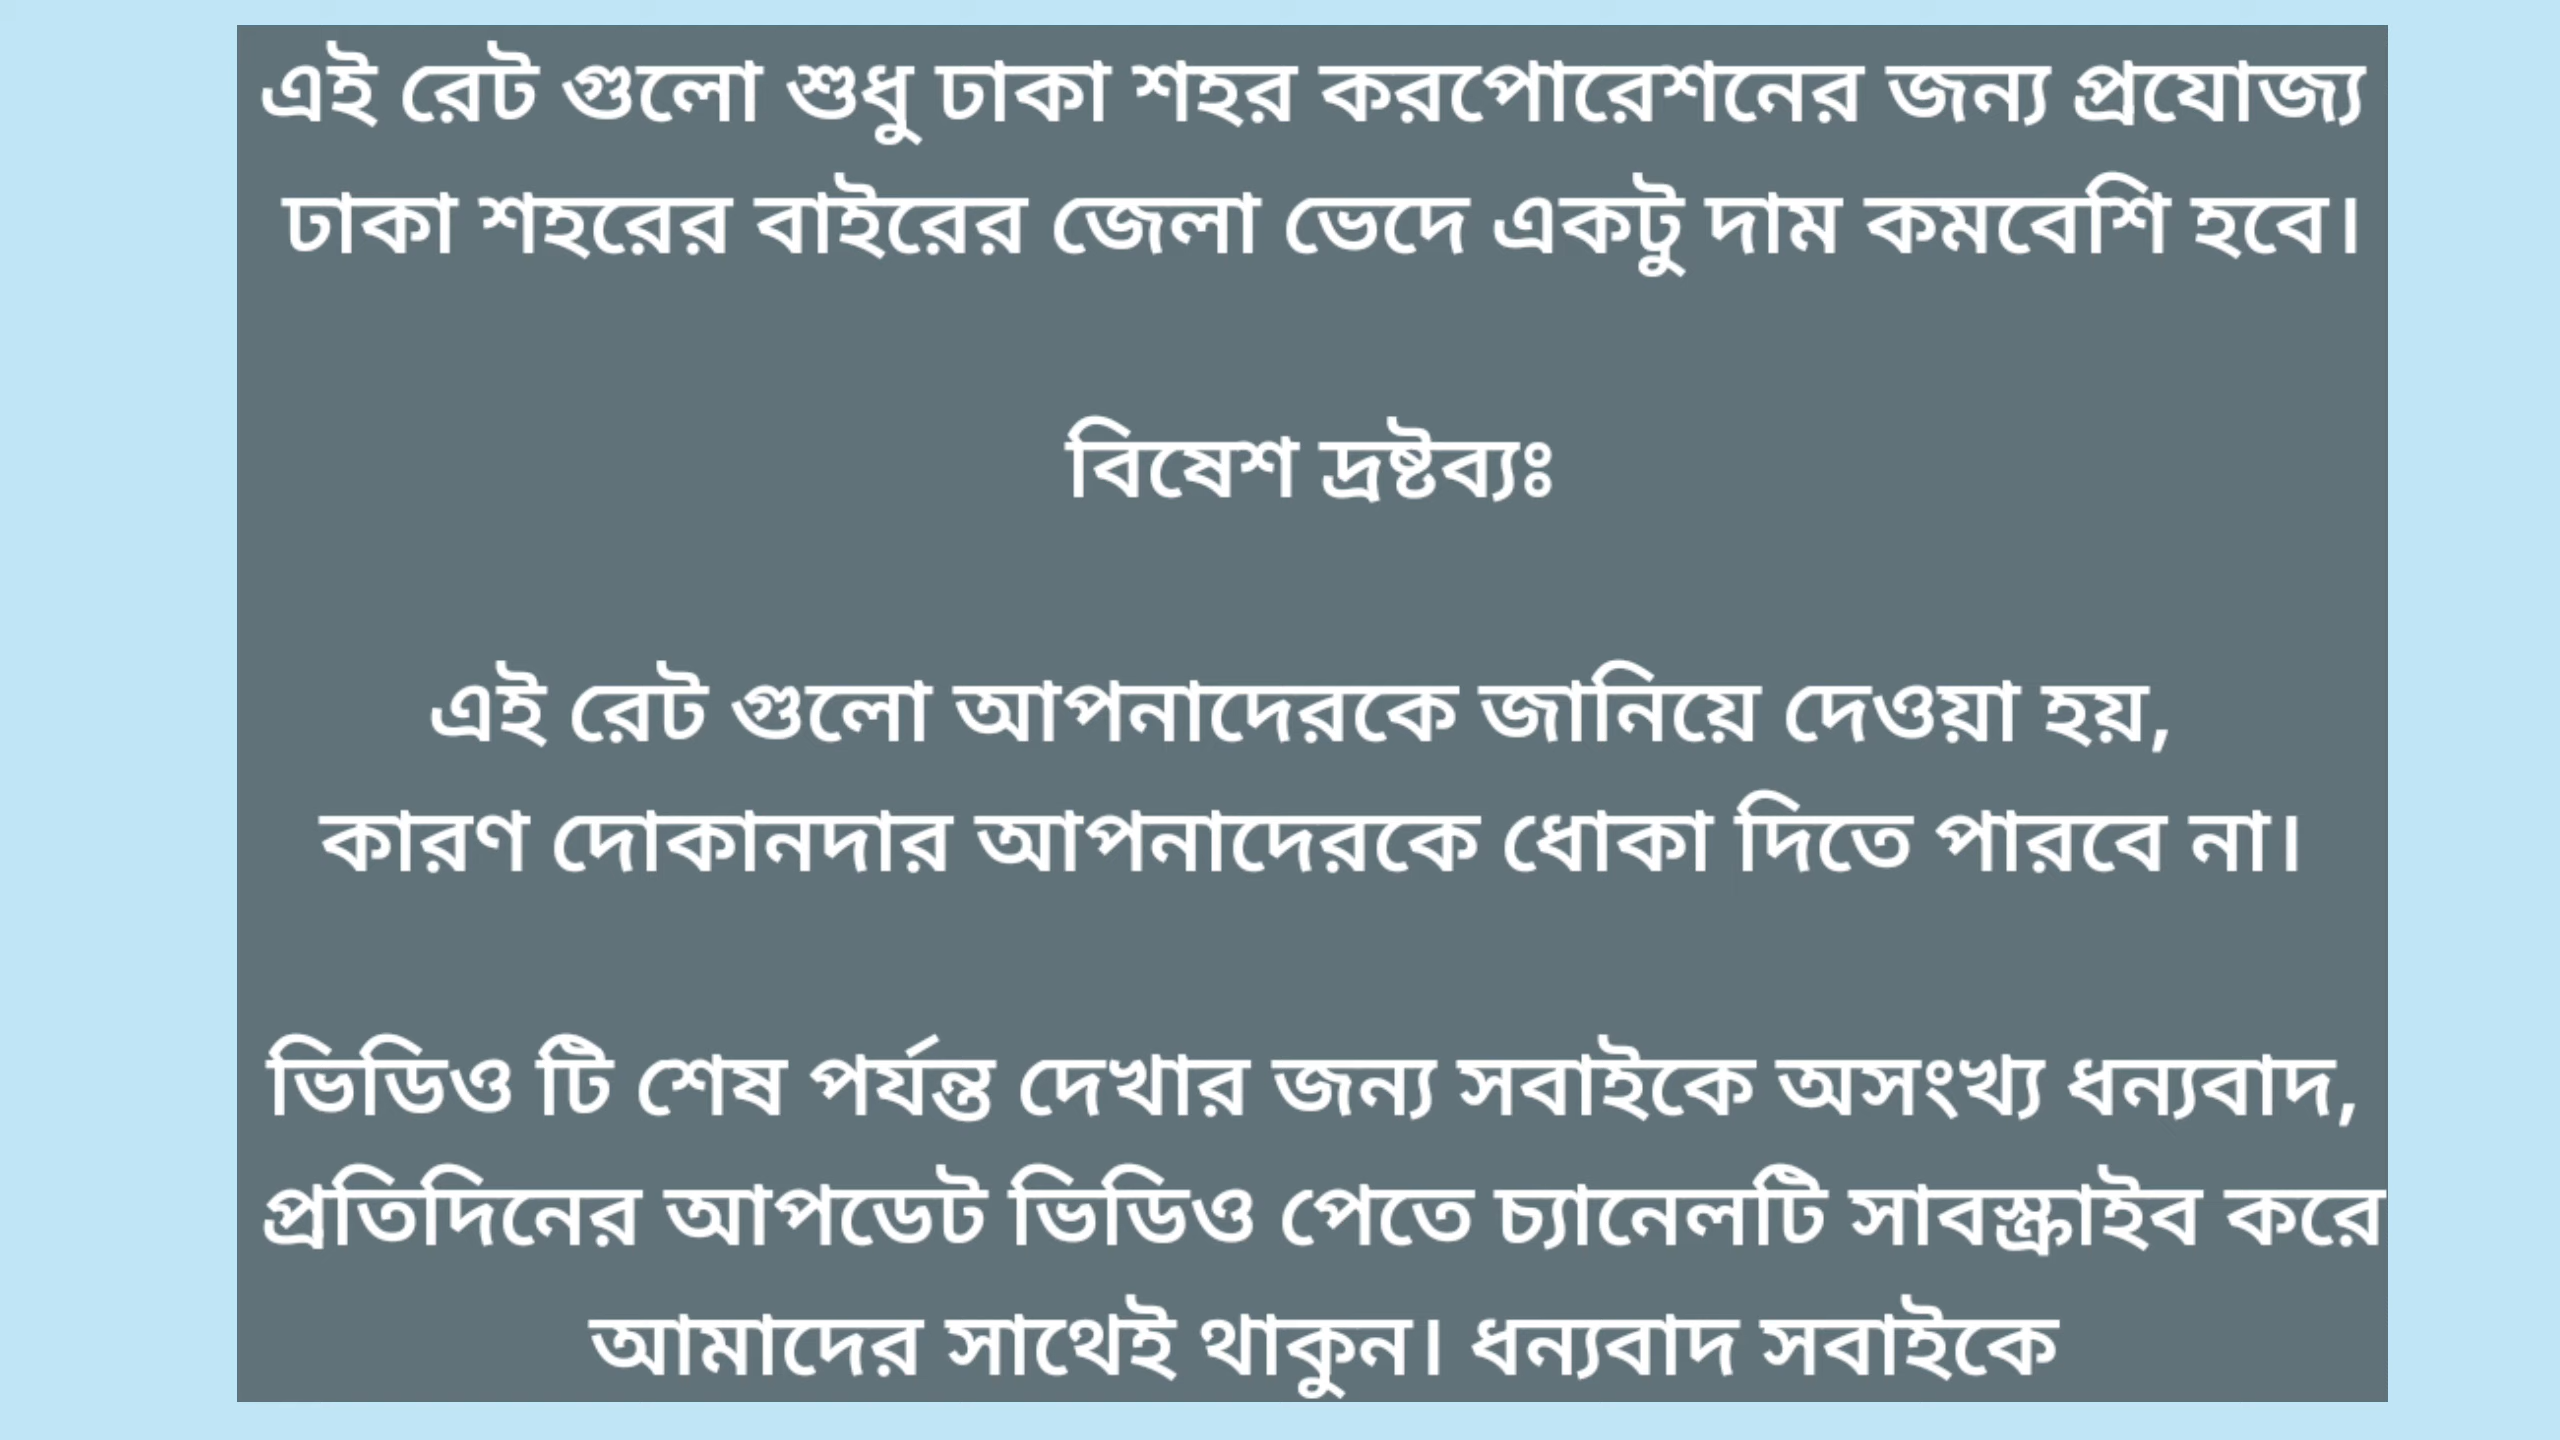 এই রেট গুলো শুধু ঢাকা শহর করপোরেশনের জন্য প্রযোজ্য
ঢাকা শহরের বাইরের জেলা ভেদে একটু দাম কমবেশি হবে।
বিষেশ দ্রষ্টব্যঃ
এই রেট গুলো আপনাদেরকে জানিয়ে দেওয়া হয়,
কারণ দোকানদার আপনাদেরকে ধোকা দিতে পারবে না।
ভিডিও টি শেষ পর্যন্ত দেখার জন্য সবাইকে অসংখ্য ধন্যবাদ,
প্রতিদিনের আপডেট ভিডিও পেতে চ্যানেলটি সাবস্ক্রাইব করে
আমাদের সাথেই থাকুন। ধন্যবাদ সবাইকে